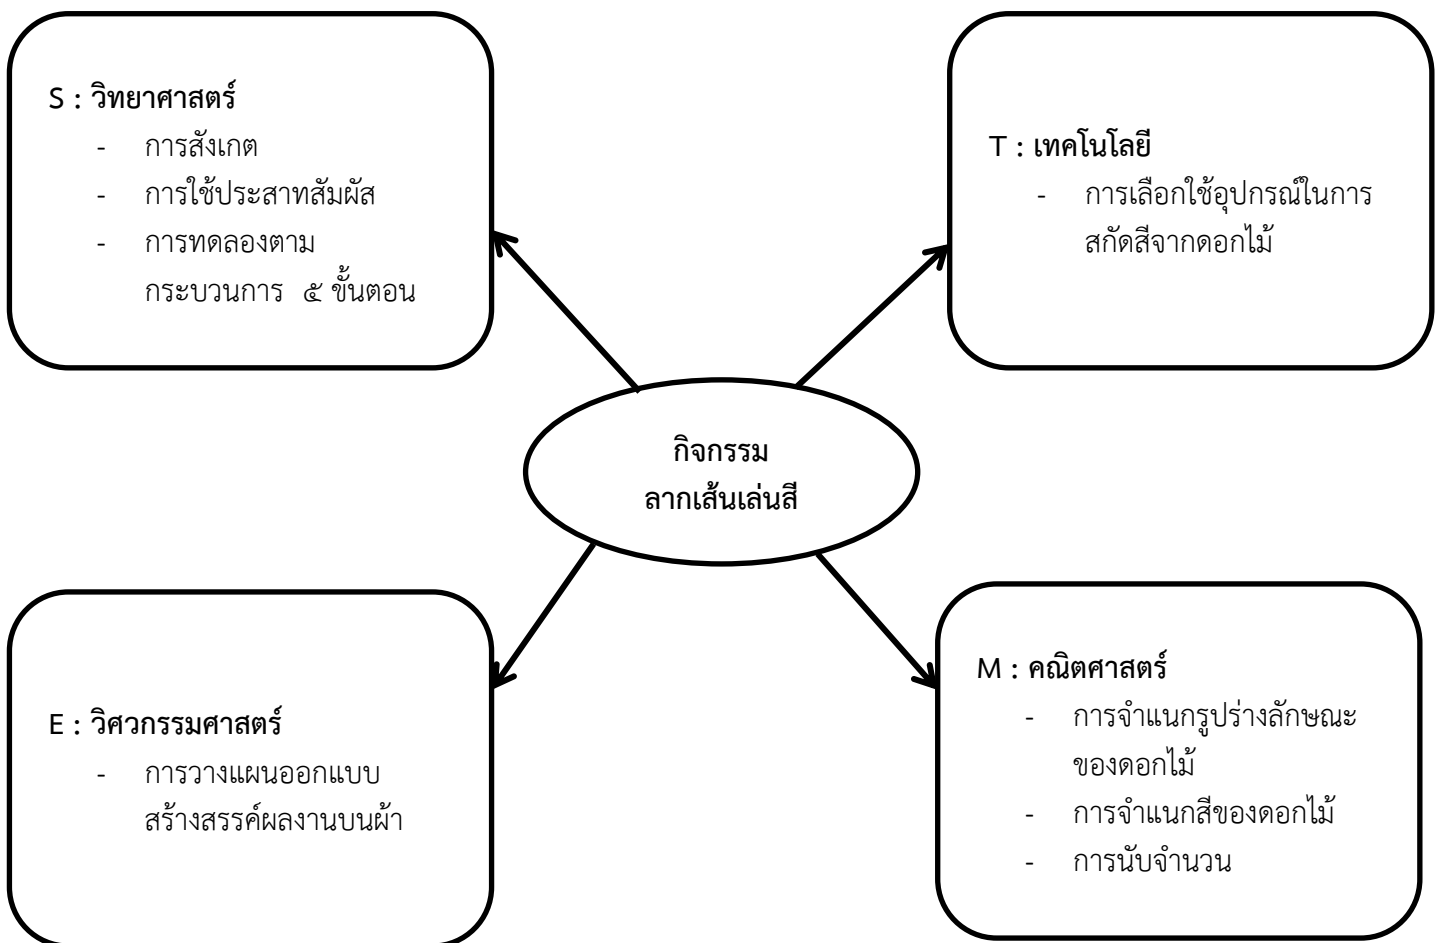 S : วิทยาศาสตร์
- การสังเกต
- การใช้ประสาทสัมผัส
- การทดลองตาม
กระบวนการ ๕ ขั้นตอน
T : เทคโนโลยี
- การเลือกใช้อุปกรณ์ในการ
สกัดสีจากดอกไม้
กิจกรรม
ลากเส้นเล่นสี
E : วิศวกรรมศาสตร์
- การวางแผนออกแบบ
สร้างสรรค์ผลงานบนผ้า
M : คณิตศาสตร์
- การจำแนกรูปร่างลักษณะ
ของดอกไม้
- การจำแนกสีของดอกไม้
- การนับจำนวน